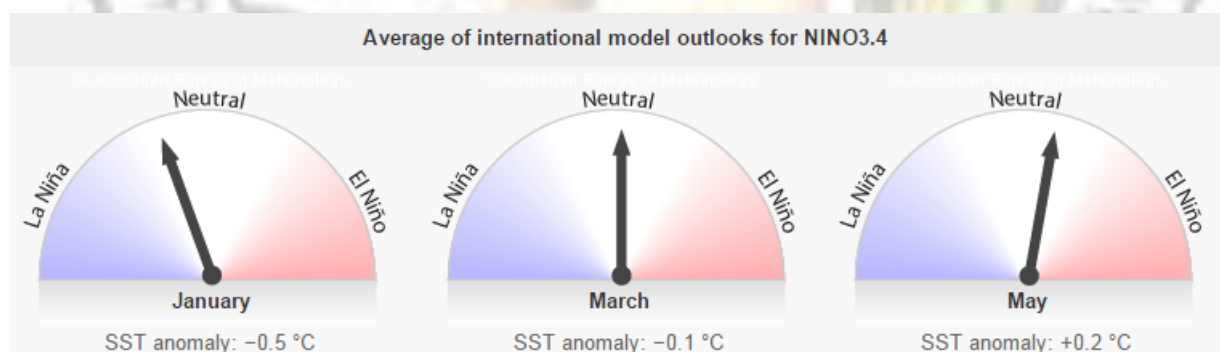 Average of international model outlooks for NINO3.4
© Australian Bureau of Meteorology
© Australian Bureau of Meteorology
© Australian Bureau of Meteorology
Neutral
La Niña
El Niño
January
SST anomaly: −0.5 °C
Neutral
La Niña
El Niño
March
SST anomaly: −0.1 °C
Neutral
La Niña
El Niño
May
SST anomaly: +0.2 °C